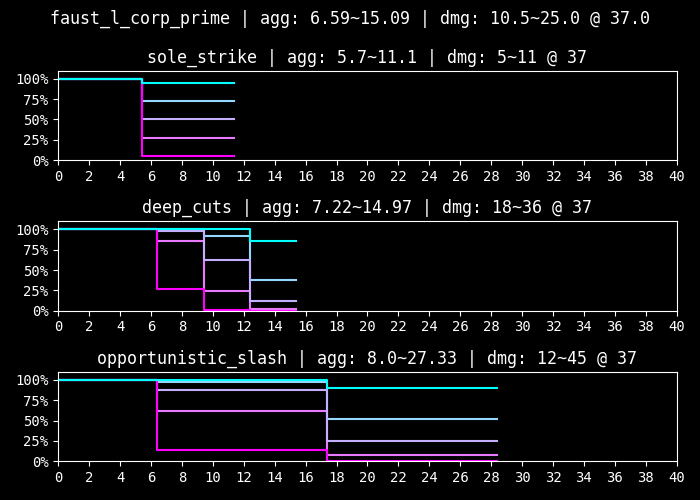 faust_l_corp_prime | agg: 6.59~15.09 | dmg: 10.5~25.0 @ 37.0
sole_strike | agg: 5.7~11.1 | dmg: 5~11 @ 37
100%
75%
50%
25%
0%
0 2 4 6 8 10 12 14 16 18 20 22 24 26 28 30 32 34 36 38 40
deep_cuts | agg: 7.22~14.97 | dmg: 18~36 @ 37
100%
75%
50%
25%
0%
0 2 4 6 8 10 12 14 16 18 20 22 24 26 28 30 32 34 36 38 40
opportunistic_slash | agg: 8.0~27.33 | dmg: 12~45 @ 37
100%
75%
50%
25%
0%
0 2 4 6 8 10 12 14 16 18 20 22 24 26 28 30 32 34 36 38 40